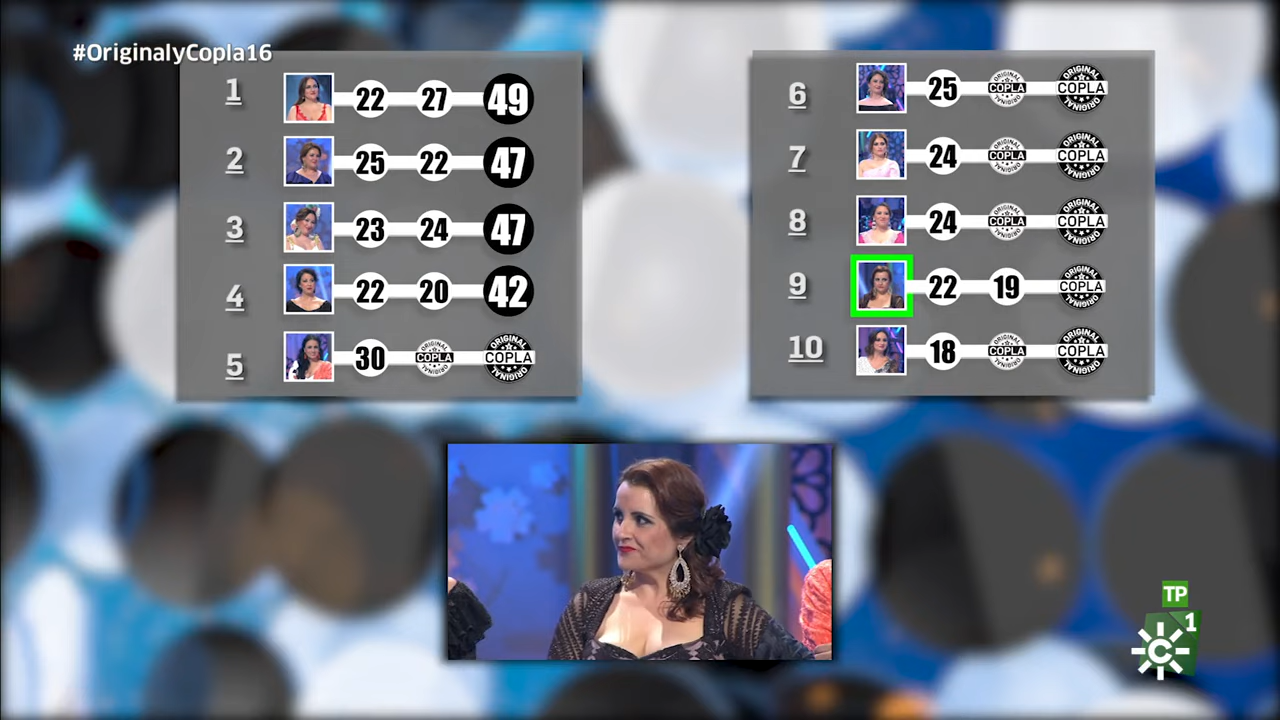 #OriginalyCopla16
1 22 27 49
2 25 22 47
3 23 24 47
4 22 20 42
5 30 ORIGINAL COPLA ORIGINAL ORIGINAL COPLA ORIGINAL
6 25 ORIGINAL COPLA ORIGINAL ORIGINAL COPLA ORIGINAL
7 24 ORIGINAL COPLA ORIGINAL ORIGINAL COPLA ORIGINAL
8 24 ORIGINAL COPLA ORIGINAL ORIGINAL COPLA ORIGINAL
9 22 19 ORIGINAL COPLA ORIGINAL
10 18 ORIGINAL COPLA ORIGINAL ORIGINAL COPLA ORIGINAL
TP
1
C